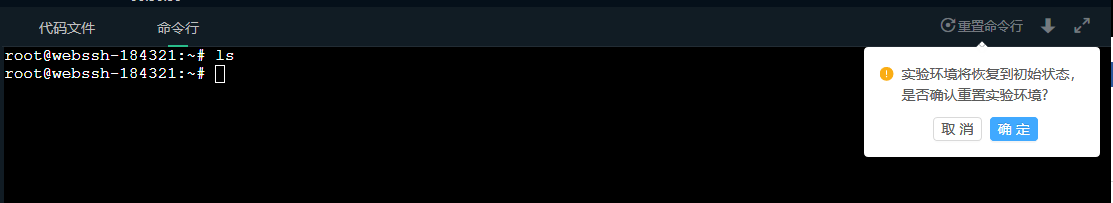 代码文件 命令行 重置命令行
root@webssh-184321:~# ls
root@webssh-184321:~#
实验环境将恢复到初始状态,
是否确认重置实验环境?
取 消 确 定